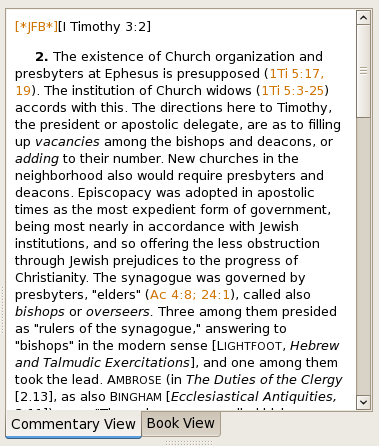 [*JFB*][I Timothy 3:2]
2. The existence of Church organization and
presbyters at Ephesus is presupposed (1Ti 5:17,
19). The institution of Church widows (1Ti 5:3-25)
accords with this. The directions here to Timothy,
the president or apostolic delegate, are as to filling
up vacancies among the bishops and deacons, or
adding to their number. New churches in the
neighborhood also would require presbyters and
deacons. Episcopacy was adopted in apostolic
times as the most expedient form of government,
being most nearly in accordance with Jewish
institutions, and so offering the less obstruction
through Jewish prejudices to the progress of
Christianity. The synagogue was governed by
presbyters, "elders" (Ac 4:8; 24:1), called also
bishops or overseers. Three among them presided
as "rulers of the synagogue," answering to
"bishops" in the modern sense [LIGHTFOOT, Hebrew
and Talmudic Exercitations], and one among them
took the lead. AMBROSE (in The Duties of the Clergy
[2.13], as also BINGHAM [Ecclesiastical Antiquities,
Commentary View
Book View